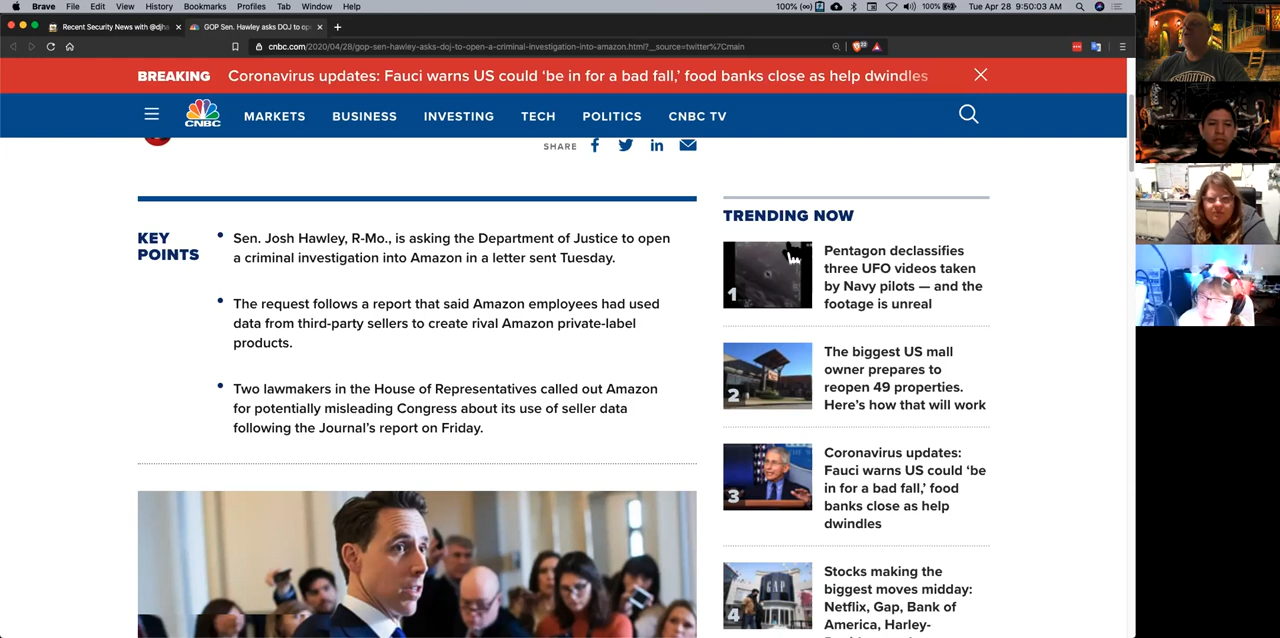 Brave File Edit View History Bookmarks Profiles Tab Window Help 100% 100% Tue Apr 28 9:50:03 AM
Recent Security News with @djha GOP Sen. Hawley asks DOJ to op
cnbc.com/2020/04/28/gop-sen-hawley-asks-doj-to-open-a-criminal-investigation-into-amazon.html?__source=twitter%7Cmain
BREAKING Coronavirus updates: Fauci warns US could ‘be in for a bad fall,’ food banks close as help dwindles
CNBC MARKETS BUSINESS INVESTING TECH POLITICS CNBC TV
SHARE
KEY
POINTS
Sen. Josh Hawley, R-Mo., is asking the Department of Justice to open
a criminal investigation into Amazon in a letter sent Tuesday.
The request follows a report that said Amazon employees had used
data from third-party sellers to create rival Amazon private-label
products.
Two lawmakers in the House of Representatives called out Amazon
for potentially misleading Congress about its use of seller data
following the Journal’s report on Friday.
TRENDING NOW
1
Pentagon declassifies
three UFO videos taken
by Navy pilots — and the
footage is unreal
2
The biggest US mall
owner prepares to
reopen 49 properties.
Here’s how that will work
3
Coronavirus updates:
Fauci warns US could ‘be
in for a bad fall,’ food
banks close as help
dwindles
4
GAP
Stocks making the
biggest moves midday:
Netflix, Gap, Bank of
America, Harley-